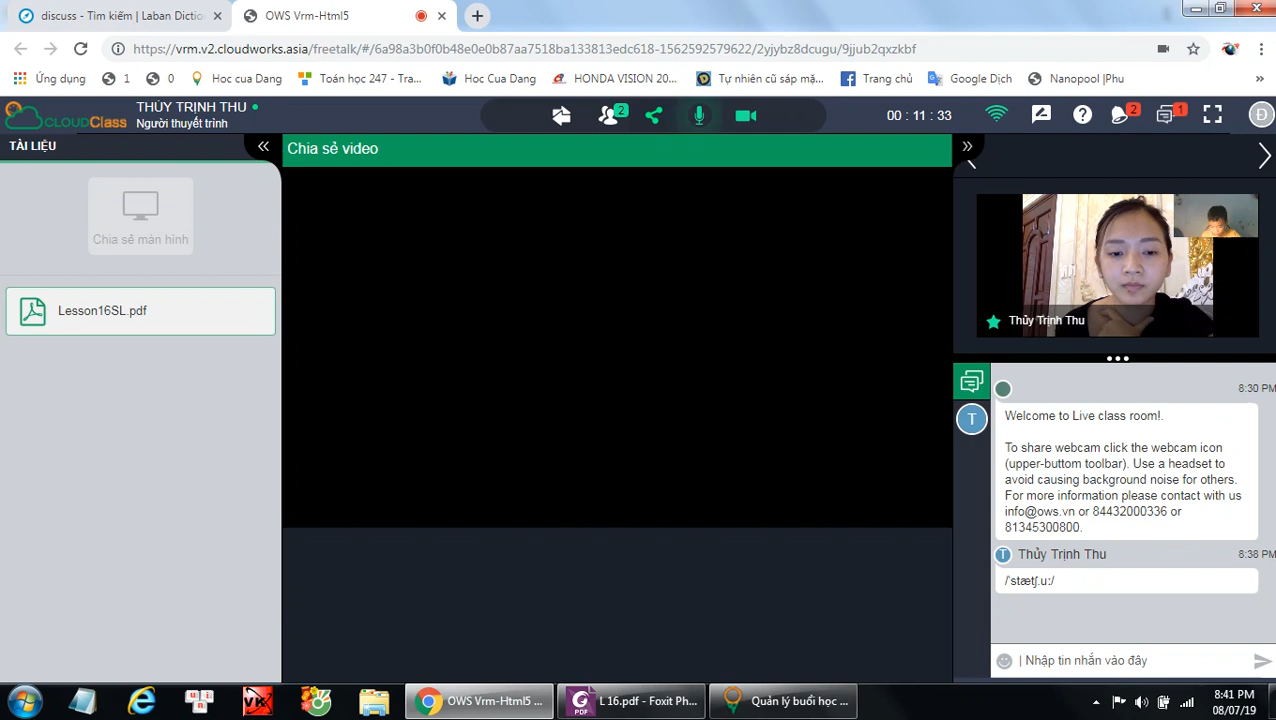 discuss - Tìm kiếm | Laban Dictio
OWS Vrm-Html5
https://vrm.v2.cloudworks.asia/freetalk/#/6a98a3b0f0b48e0e0b87aa7518ba133813edc618-1562592579622/2yjybz8dcugu/9jjub2qxzkbf
Ứng dụng
1
0
Hoc cua Dang
Toán học 247 - Tra...
Học Cua Dang
HONDA VISION 20...
Tự nhiên cũ sáp mặ...
Trang chủ
Google Dịch
Nanopool |Phu
»
CLOUDClass
THỦY TRỊNH THU
Người thuyết trình
2
00 : 11 : 33
2
1
Đ
TÀI LIỆU
Chia sẻ video
Chia sẻ màn hình
Lesson16SL.pdf
Thủy Trịnh Thu
8:30 PM
T
Welcome to Live class room!.
To share webcam click the webcam icon
(upper-buttom toolbar). Use a headset to
avoid causing background noise for others.
For more information please contact with us
info@ows.vn or 84432000336 or
81345300800.
T
Thủy Trịnh Thu
8:38 PM
/ˈstætʃ.uː/
Nhập tin nhắn vào đây
OWS Vrm-Html5 ...
PDF
L 16.pdf - Foxit Ph...
Quản lý buổi học ...
8:41 PM
08/07/19